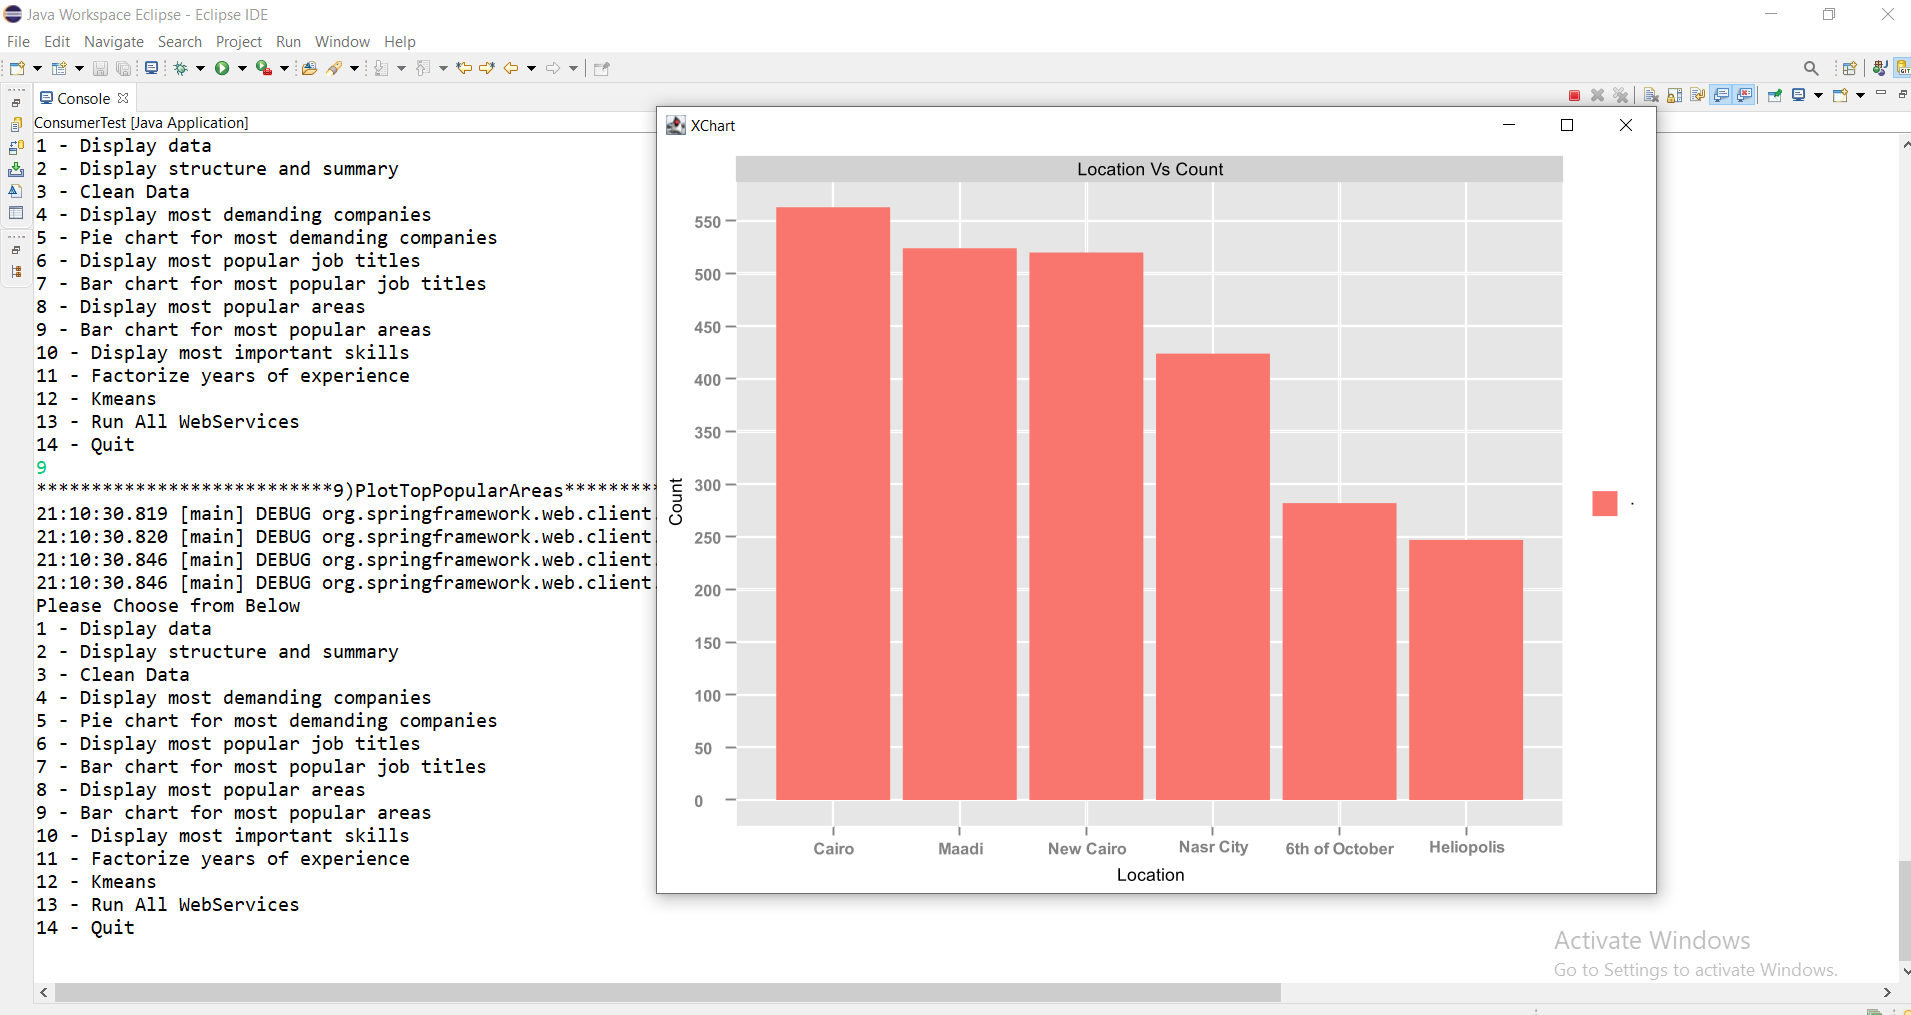 Java Workspace Eclipse - Eclipse IDE
File Edit Navigate Search Project Run Window Help
Console
ConsumerTest [Java Application]
1 - Display data
2 - Display structure and summary
3 - Clean Data
4 - Display most demanding companies
5 - Pie chart for most demanding companies
6 - Display most popular job titles
7 - Bar chart for most popular job titles
8 - Display most popular areas
9 - Bar chart for most popular areas
10 - Display most important skills
11 - Factorize years of experience
12 - Kmeans
13 - Run All WebServices
14 - Quit
9
***************************9)PlotTopPopularAreas*********
21:10:30.819 [main] DEBUG org.springframework.web.client.
21:10:30.820 [main] DEBUG org.springframework.web.client.
21:10:30.846 [main] DEBUG org.springframework.web.client.
21:10:30.846 [main] DEBUG org.springframework.web.client.
Please Choose from Below
1 - Display data
2 - Display structure and summary
3 - Clean Data
4 - Display most demanding companies
5 - Pie chart for most demanding companies
6 - Display most popular job titles
7 - Bar chart for most popular job titles
8 - Display most popular areas
9 - Bar chart for most popular areas
10 - Display most important skills
11 - Factorize years of experience
12 - Kmeans
13 - Run All WebServices
14 - Quit
XChart
Location Vs Count
550
500
450
400
350
300
250
200
150
100
50
0
Count
.
Cairo Maadi New Cairo Nasr City 6th of October Heliopolis
Location
Activate Windows
Go to Settings to activate Windows.